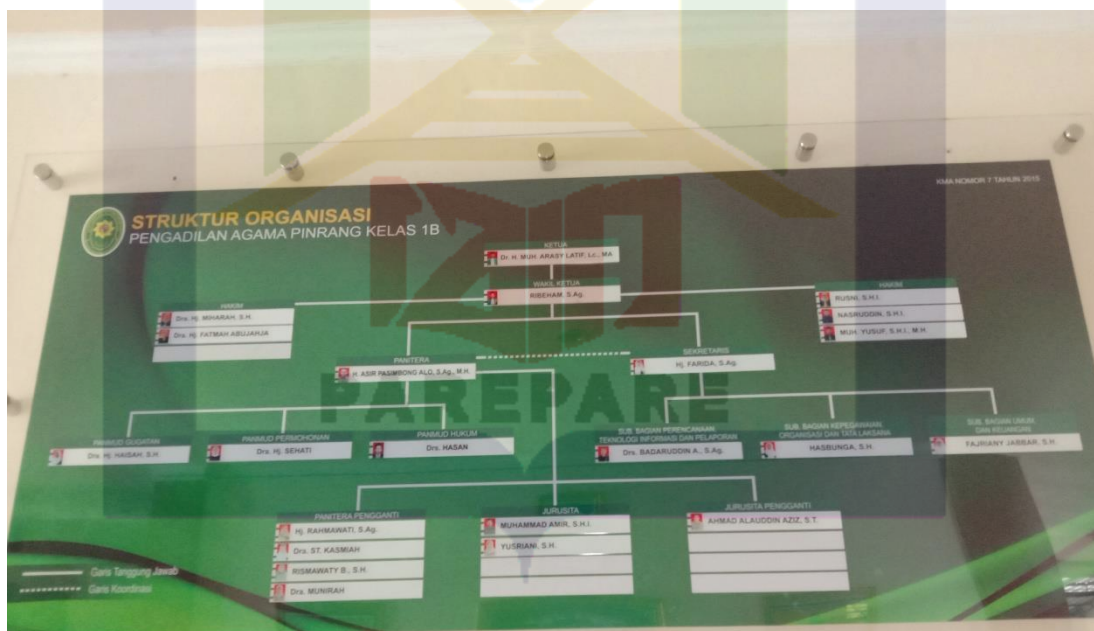 KMA NOMOR 7 TAHUN 2015
STRUKTUR ORGANISASI
PENGADILAN AGAMA PINRANG KELAS 1B
KETUA
Dr. H. MUH. ARASY LATIF, Lc., MA
WAKIL KETUA
RIBEHAM, S.Ag.
HAKIM
Dra. Hj. MIHARAH, S.H.
Dra. Hj. FATMAH ABUJAHJA
HAKIM
RUSNI, S.H.I.
NASRUDDIN, S.H.I.
MUH. YUSUF, S.H.I., M.H.
PANITERA
H. ASIR PASIMBONG ALO, S.Ag., M.H.
SEKRETARIS
Hj. FARIDA, S.Ag.
PAREPARE
PANMUD GUGATAN
Dra. Hj. HAISAH, S.H.
PANMUD PERMOHONAN
Dra. Hj. SEHATI
PANMUD HUKUM
Drs. HASAN
SUB. BAGIAN PERENCANAAN
TEKNOLOGI INFORMASI DAN PELAPORAN
Drs. BADARUDDIN A., S.Ag.
SUB. BAGIAN KEPEGAWAIAN
ORGANISASI DAN TATA LAKSANA
HASBUNGA, S.H.
SUB. BAGIAN UMUM
DAN KEUANGAN
FAJRIANY JABBAR, S.H.
PANITERA PENGGANTI
Hj. RAHMAWATI, S.Ag.
Dra. ST. KASMIAH
RISMAWATY B., S.H.
Dra. MUNIRAH
JURUSITA
MUHAMMAD AMIR, S.H.I.
YUSRIANI, S.H.
JURUSITA PENGGANTI
AHMAD ALAUDDIN AZIZ, S.T.
Garis Tanggung Jawab
Garis Koordinasi